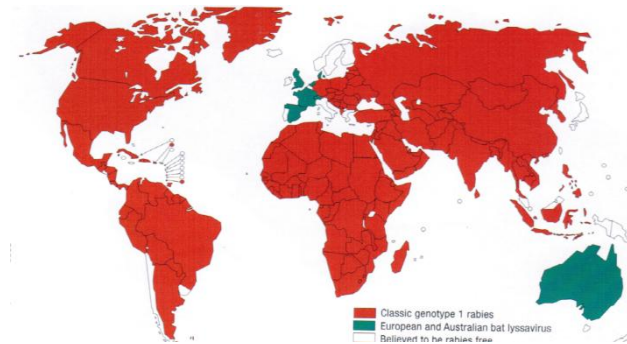 Classic genotype 1 rabies
European and Australian bat lyssavirus
Believed to be rabies free